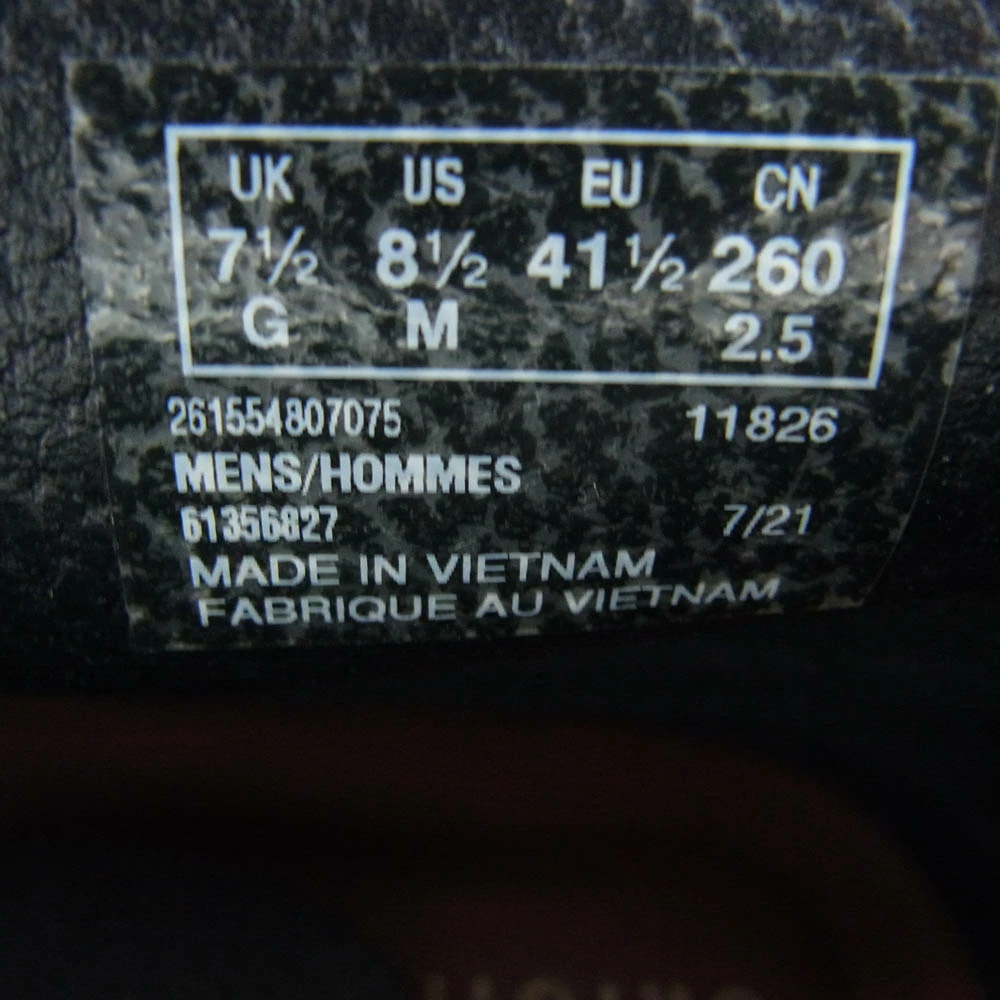 UK US EU CN
7½ 8½ 41½ 260
G M 2.5
261554807075 11826
MENS/HOMMES
61356827 7/21
MADE IN VIETNAM
FABRIQUE AU VIETNAM